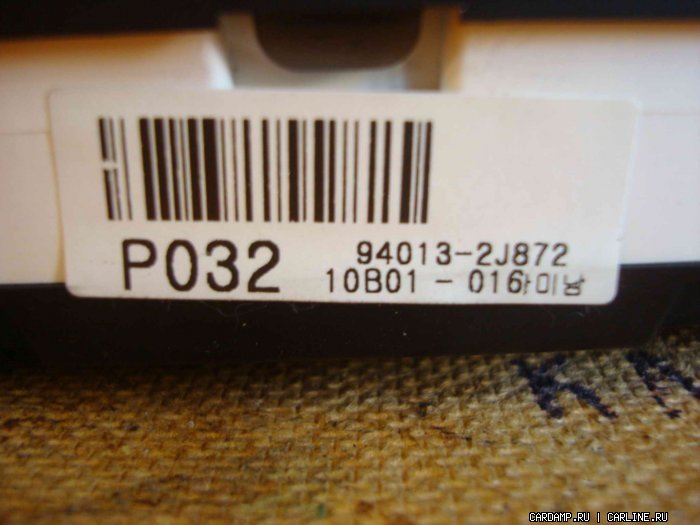 P032
94013-2J872
10B01 - 016
K
CARDAMP.RU | CARLINE.RU